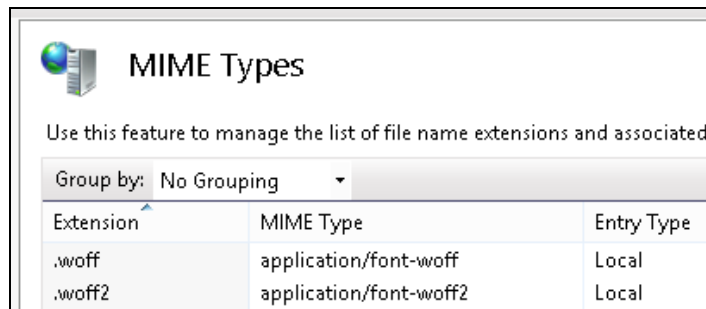 MIME Types
Use this feature to manage the list of file name extensions and associated
Group by: No Grouping
Extension MIME Type Entry Type
.woff application/font-woff Local
.woff2 application/font-woff2 Local